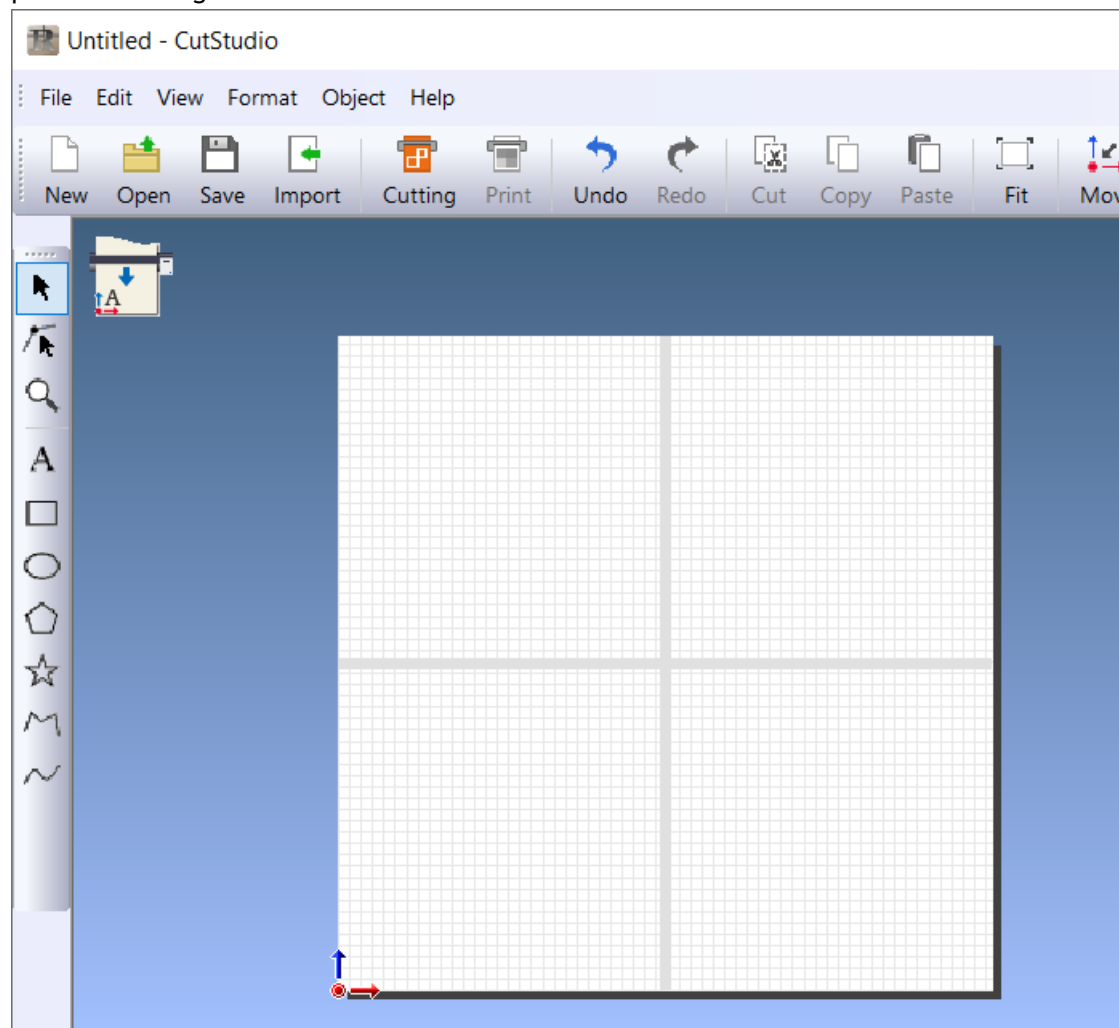 Untitled - CutStudio
File Edit View Format Object Help
New Open Save Import Cutting Print Undo Redo Cut Copy Paste Fit Mov
A
A